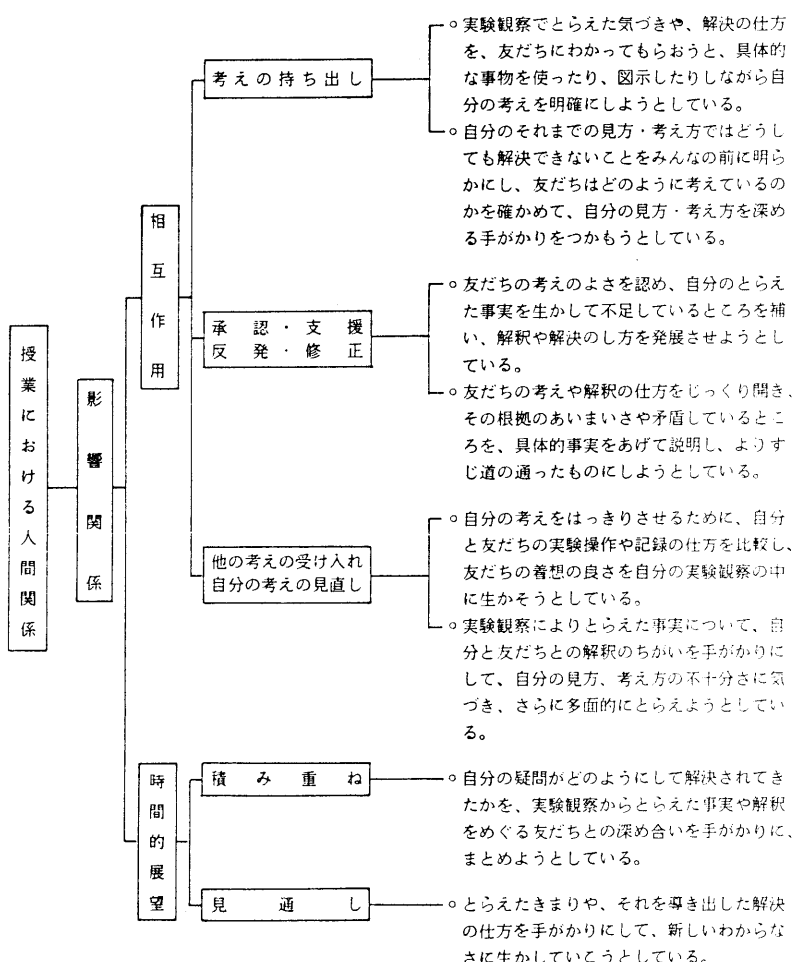 授業における人間関係
影響関係
相互作用
考えの持ち出し
。実験観察でとらえた気づきや、解決の仕方
を、友だちにわかってもらおうと、具体的
な事物を使ったり、図示したりしながら自
分の考えを明確にしようとしている。
。自分のそれまでの見方・考え方ではどうし
ても解決できないことをみんなの前に明ら
かにし、友だちはどのように考えているの
かを確かめて、自分の見方・考え方を深め
る手がかりをつかもうとしている。
承認・支援
反発・修正
。友だちの考えのよさを認め、自分のとらえ
た事実を生かして不足しているところを補
い、解釈や解決のし方を発展させようとし
ている。
。友だちの考えや解釈の仕方をじっくり聞き、
その根拠のあいまいさや矛盾しているとこ
ろを、具体的事実をあげて説明し、よりす
じ道の通ったものにしようとしている。
他の考えの受け入れ
自分の考えの見直し
。自分の考えをはっきりさせるために、自分
と友だちの実験操作や記録の仕方を比較し、
友だちの着想の良さを自分の実験観察の中
に生かそうとしている。
。実験観察によりとらえた事実について、自
分と友だちとの解釈のちがいを手がかりに
して、自分の見方、考え方の不十分さに気
づき、さらに多面的にとらえようとしてい
る。
時間的展望
積み重ね
。自分の疑問がどのようにして解決されてき
たかを、実験観察からとらえた事実や解釈
をめぐる友だちとの深め合いを手がかりに、
まとめようとしている。
見通し
。とらえたきまりや、それを導き出した解決
の仕方を手がかりにして、新しいわからな
さに生かしていこうとしている。